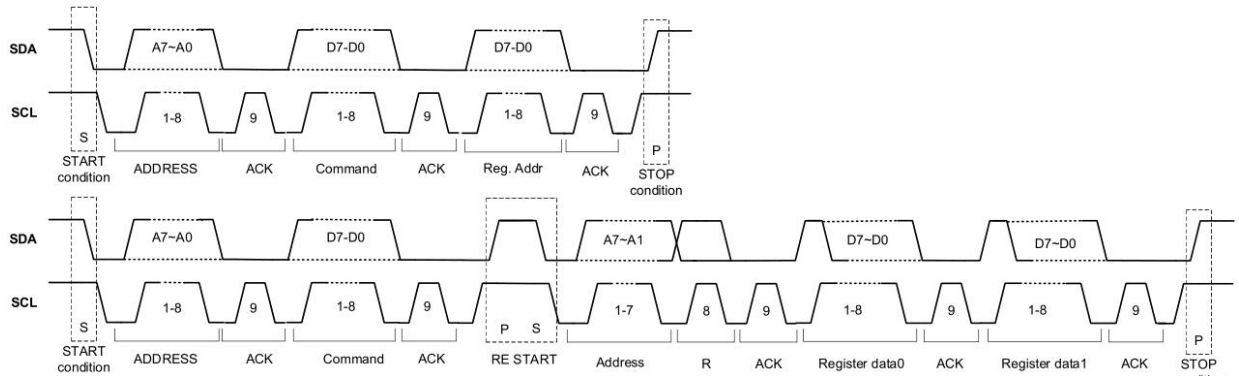 SDA A7~A0 D7-D0 D7-D0
SCL 1-8 9 1-8 9 1-8 9
S P
START condition ADDRESS ACK Command ACK Reg. Addr ACK STOP condition
SDA A7~A0 D7-D0 A7~A1 D7~D0 D7~D0
SCL 1-8 9 1-8 9 1-7 8 9 1-8 9 1-8 9
S P S P
START condition ADDRESS ACK Command ACK RE START Address R ACK Register data0 ACK Register data1 ACK STOP